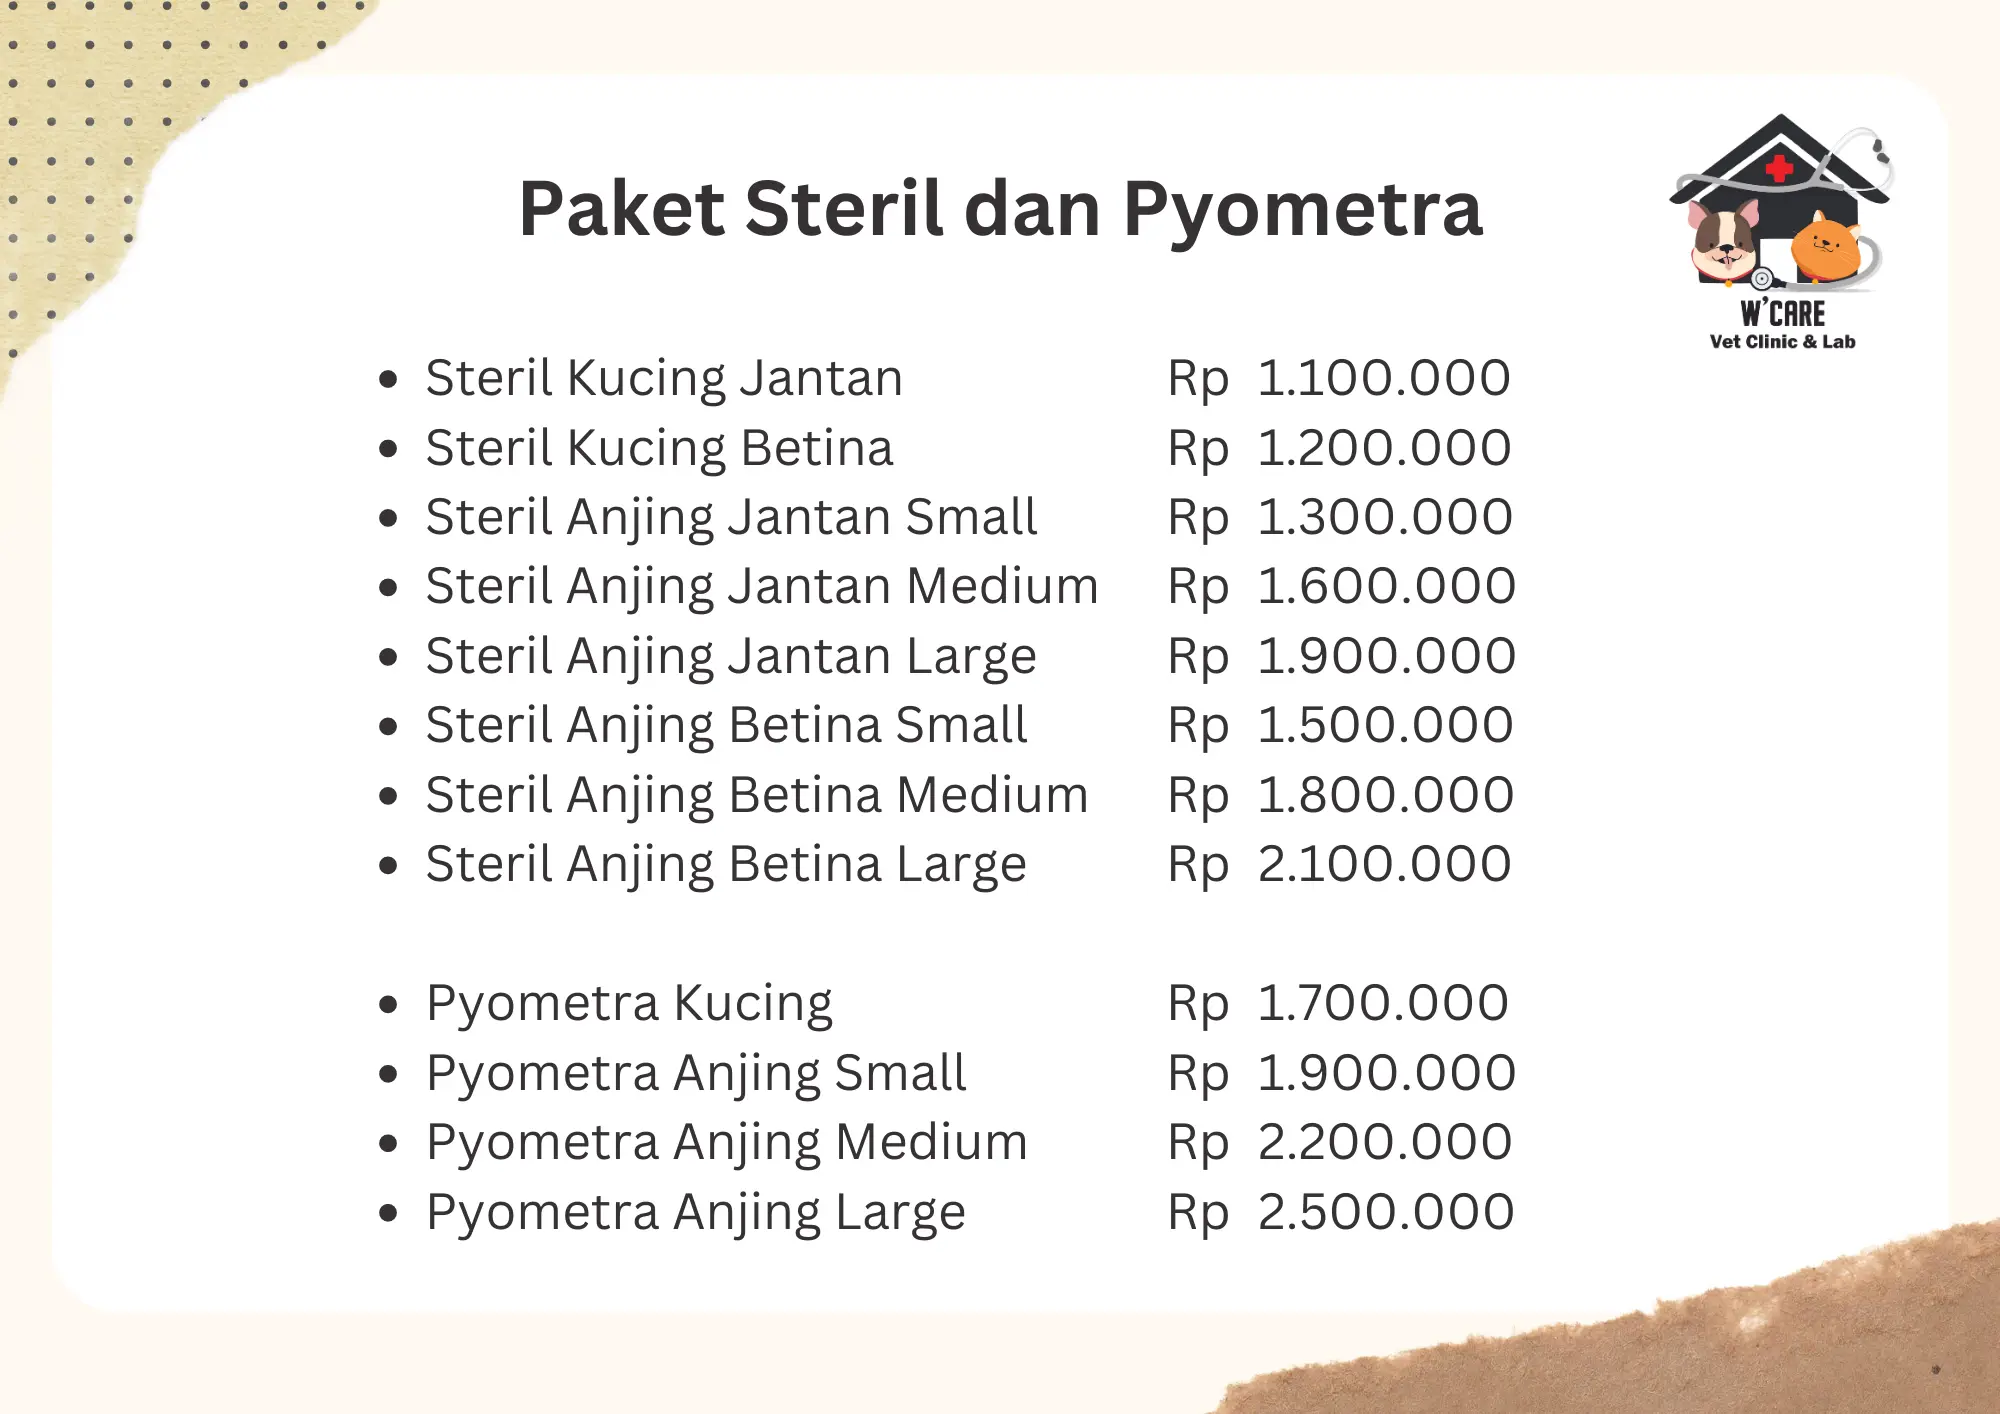 Paket Steril dan Pyometra
W'CARE
Vet Clinic & Lab
• Steril Kucing Jantan Rp 1.100.000
• Steril Kucing Betina Rp 1.200.000
• Steril Anjing Jantan Small Rp 1.300.000
• Steril Anjing Jantan Medium Rp 1.600.000
• Steril Anjing Jantan Large Rp 1.900.000
• Steril Anjing Betina Small Rp 1.500.000
• Steril Anjing Betina Medium Rp 1.800.000
• Steril Anjing Betina Large Rp 2.100.000
• Pyometra Kucing Rp 1.700.000
• Pyometra Anjing Small Rp 1.900.000
• Pyometra Anjing Medium Rp 2.200.000
• Pyometra Anjing Large Rp 2.500.000